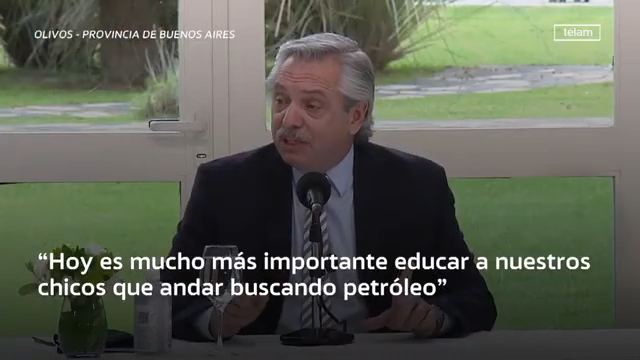 OLIVOS - PROVINCIA DE BUENOS AIRES
télam
“Hoy es mucho más importante educar a nuestros
chicos que andar buscando petróleo”